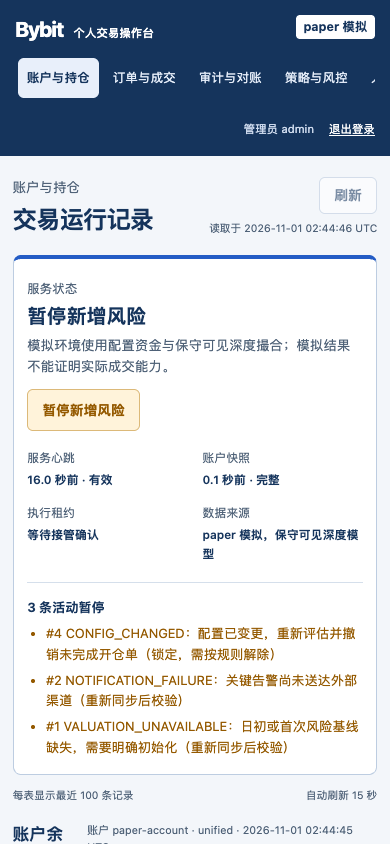 Bybit 个人交易操作台 paper 模拟
账户与持仓 订单与成交 审计与对账 策略与风控
管理员 admin 退出登录
账户与持仓
刷新
交易运行记录
读取于 2026-11-01 02:44:46 UTC
服务状态
暂停新增风险
模拟环境使用配置资金与保守可见深度撮合；模拟结果
不能证明实际成交能力。
暂停新增风险
服务心跳 账户快照
16.0 秒前 · 有效 0.1 秒前 · 完整
执行租约 数据来源
等待接管确认 paper 模拟，保守可见深度模
型
3 条活动暂停
• #4 CONFIG_CHANGED：配置已变更，重新评估并撤
销未完成开仓单（锁定，需按规则解除）
• #2 NOTIFICATION_FAILURE：关键告警尚未送达外部
渠道（重新同步后校验）
• #1 VALUATION_UNAVAILABLE：日初或首次风险基线
缺失，需要明确初始化（重新同步后校验）
每表显示最近 100 条记录 自动刷新 15 秒
账户余 账户 paper-account · unified · 2026-11-01 02:44:45